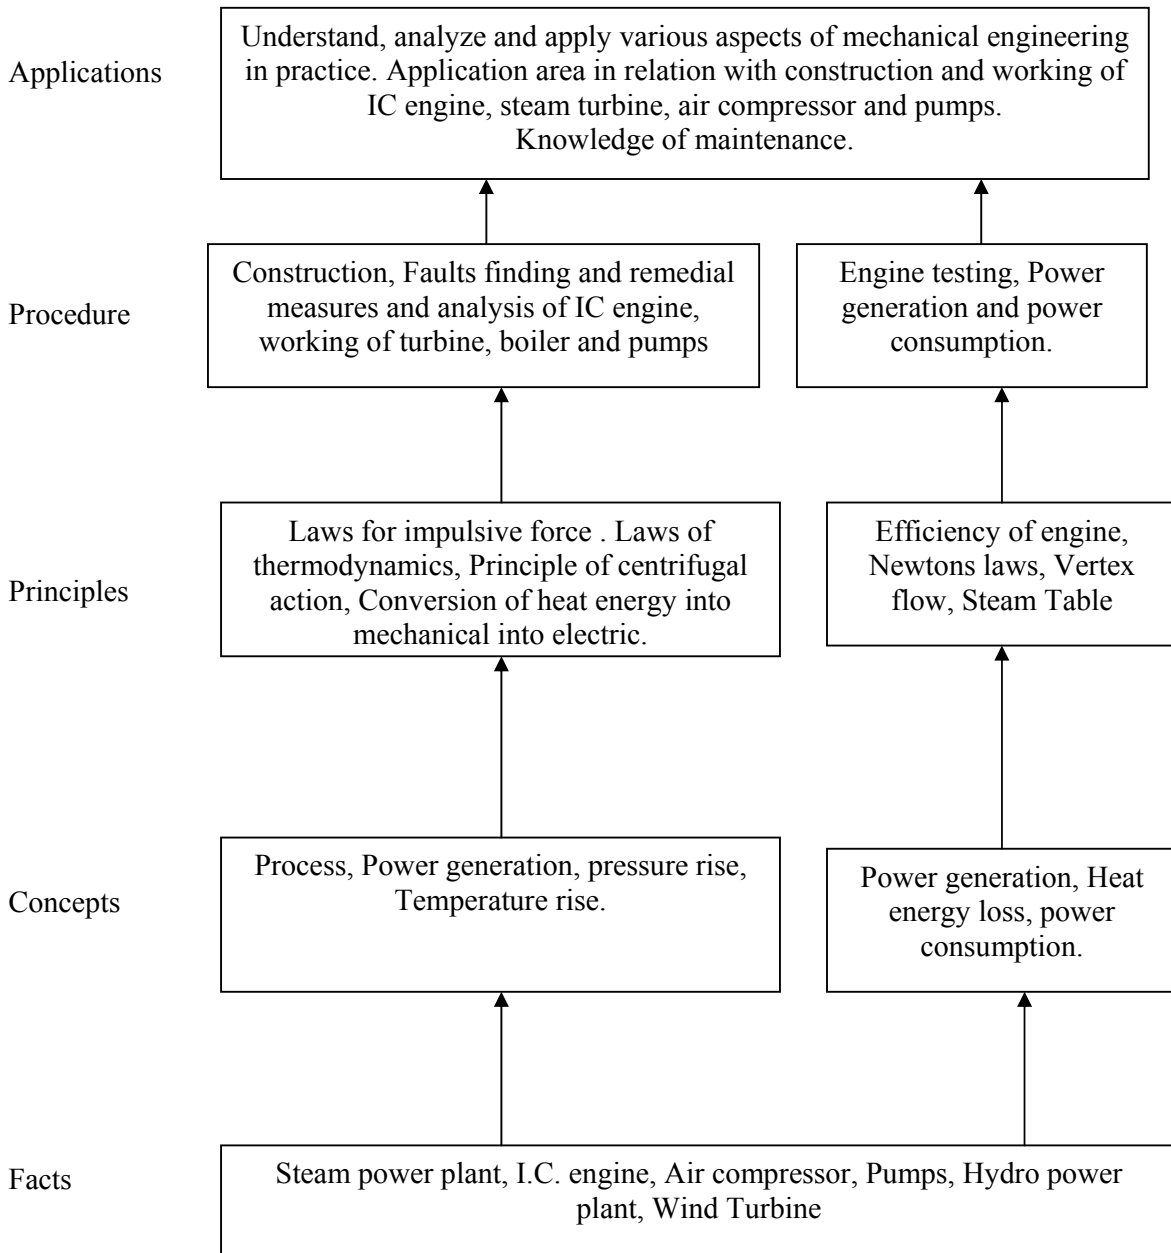 Applications
Understand, analyze and apply various aspects of mechanical engineering
in practice. Application area in relation with construction and working of
IC engine, steam turbine, air compressor and pumps.
Knowledge of maintenance.
Procedure
Construction, Faults finding and remedial
measures and analysis of IC engine,
working of turbine, boiler and pumps
Engine testing, Power
generation and power
consumption.
Principles
Laws for impulsive force . Laws of
thermodynamics, Principle of centrifugal
action, Conversion of heat energy into
mechanical into electric.
Efficiency of engine,
Newtons laws, Vertex
flow, Steam Table
Concepts
Process, Power generation, pressure rise,
Temperature rise.
Power generation, Heat
energy loss, power
consumption.
Facts
Steam power plant, I.C. engine, Air compressor, Pumps, Hydro power
plant, Wind Turbine